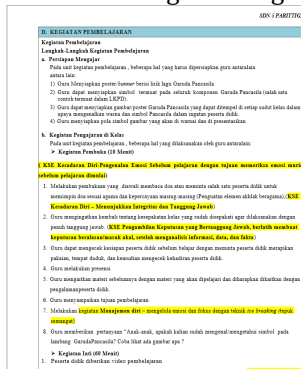 SDN 5 PARITTIG
D. KEGIATAN PEMBELAJARAN
Kegiatan Pembelajaran
Langkah-Langkah Kegiatan Pembelajaran
a. Persiapan Mengajar
Pada unit kegiatan pembelajaran , beberapa hal yang harus dipersiapkan guru antaralain
antara lain:
1) Guru Menyiapkan poster/banner berisi lirik lagu Garuda Pancasila
2) Guru dapat menyiapkan simbol termuat pada seluruh komponen Garuda Pancasila (salah satu
contoh termuat dalam LKPD).
3) Guru dapat menyiapkan gambar/poster Garuda Pancasila yang dapat ditempel di setiap sudut kelas dalam
upaya menguatkan warna dan simbol Pancasila dalam ingatan peserta didik.
4) Guru menyiapkan pola simbol gambar yang akan di warnai dan di presentasikan
b. Kegiatan Pengajaran di Kelas
Pada unit kegiatan pembelajaran , beberapa hal yang dilaksanakan oleh guru antaralain:
➤ Kegiatan Pembuka (10 Menit)
( KSE Kesadaran Diri-Pengenalan Emosi Sebelum pelajaran dengan tujuan memeriksa emosi muri
sebelum pelajaran dimulai)
1. Melakukan pembukaan yang diawali membaca doa atau meminta salah satu peserta didik untuk
memimpin doa sesuai agama dan kepercayaan masing-masing (Penguatan elemen akhlak beragama).(KSE
Kesadaran Diri – Menunjukkan Integritas dan Tanggung Jawab)
2. Guru mengingatkan kembali tentang kesepakatan kelas yang sudah disepakati agar dilaksanakan dengan
penuh tanggung jawab. (KSE Pengambilan Keputusan yang Bertanggung Jawab, berlatih membuat
keputusan beralasan/masuk akal, setelah menganalisis informasi, data, dan fakta)
3. Guru dapat mengecek kesiapan peserta didik sebelum belajar dengan meminta peserta didik merapikan
pakaian, tempat duduk, dan kemudian mengecek kehadiran peserta didik.
4. Guru melakukan presensi
5. Guru mengaitkan materi sebelumnya dengan materi yang akan dipelajari dan diharapkan dikaitkan dengan
pengalaman peserta didik.
6. Guru menyampaikan tujuan pembelajaran
7. Melakukan kegiatan Manajemen diri – mengelola emosi dan fokus dengan teknik ice breaking (tepuk
semangat)
8. Guru memberikan pertanyaan “Anak-anak, apakah kalian sudah mengenal/mengetahui simbol pada
lambang GarudaPancasila? Coba lihat ada gambar apa ?
➤ Kegiatan Inti (60 Menit)
1. Peserta didik diberikan video pembelajaran